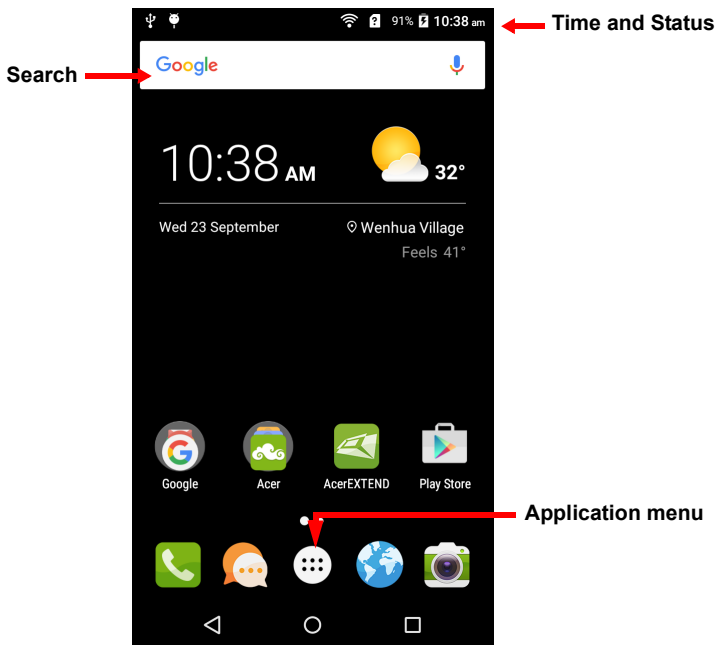 91% 10:38 am
Time and Status
Search
Google
10:38 AM
32°
Wed 23 September
Wenhua Village
Feels 41°
Google
Acer
AcerEXTEND
Play Store
Application menu